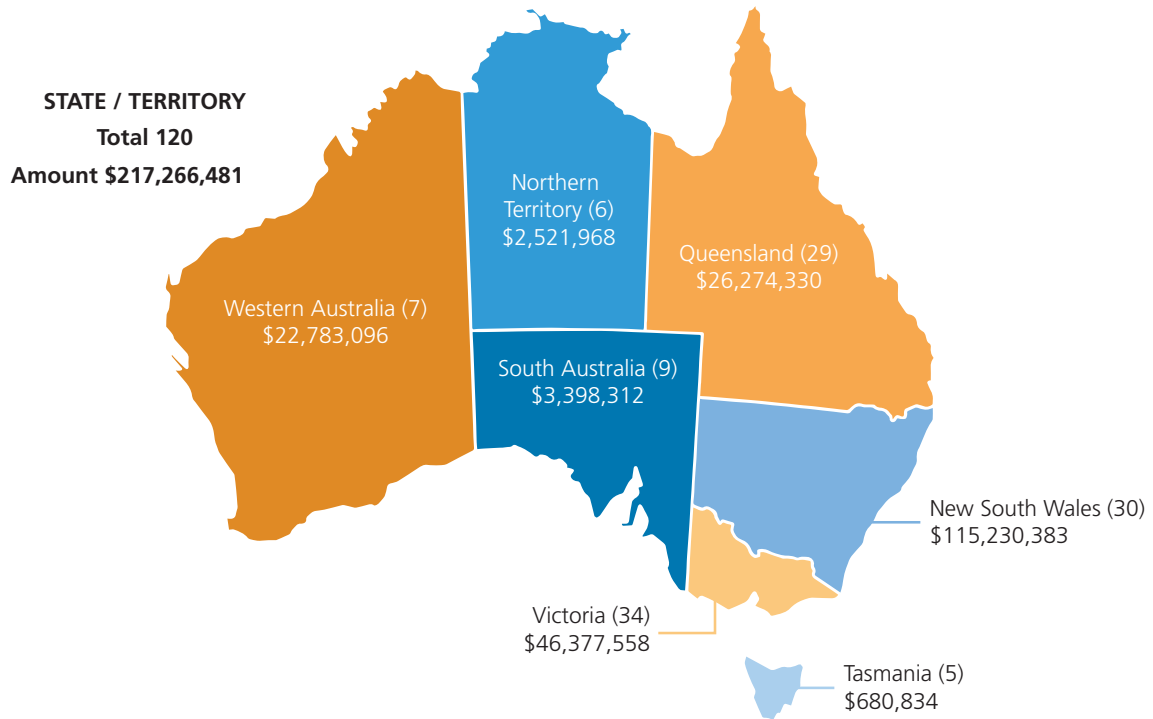 STATE / TERRITORY
Total 120
Amount $217,266,481
Northern
Territory (6)
$2,521,968
Queensland (29)
$26,274,330
Western Australia (7)
$22,783,096
South Australia (9)
$3,398,312
New South Wales (30)
$115,230,383
Victoria (34)
$46,377,558
Tasmania (5)
$680,834